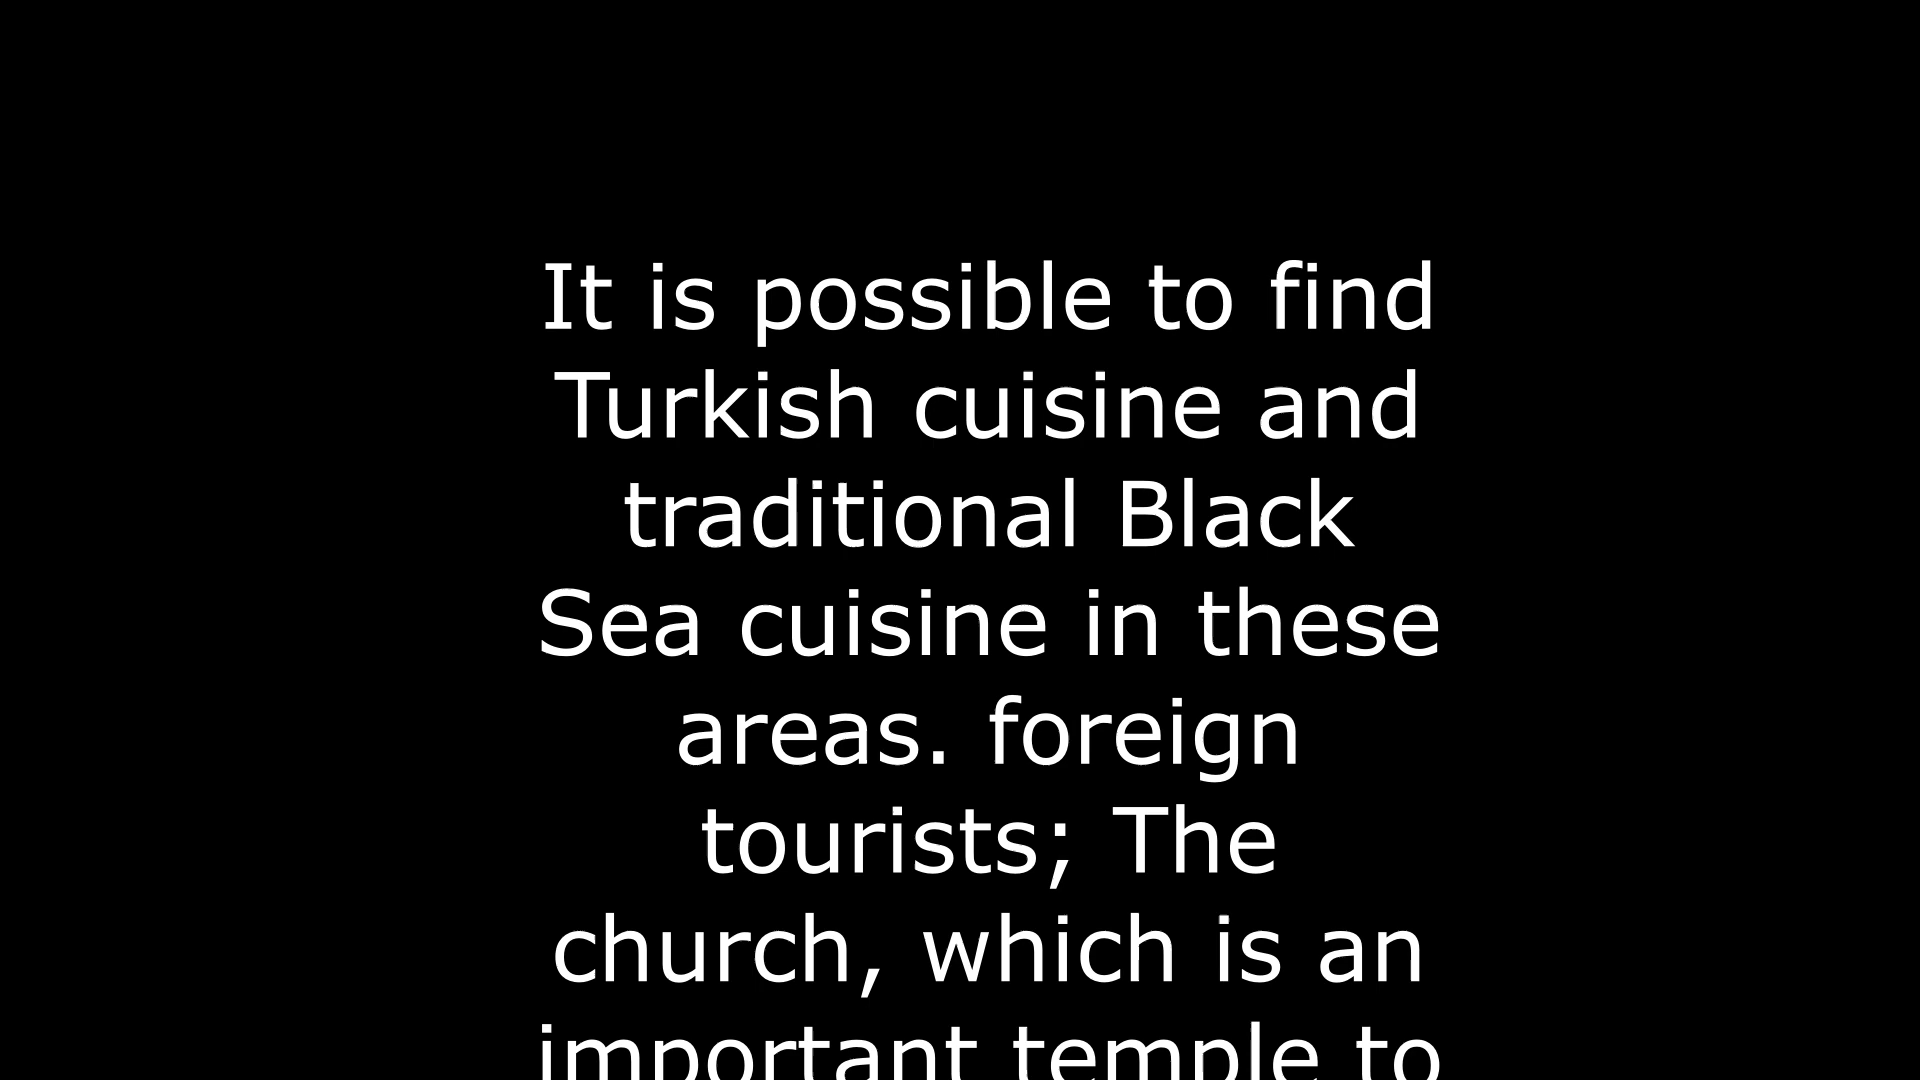 It is possible to find
Turkish cuisine and
traditional Black
Sea cuisine in these
areas. foreign
tourists; The
church, which is an
important temple to